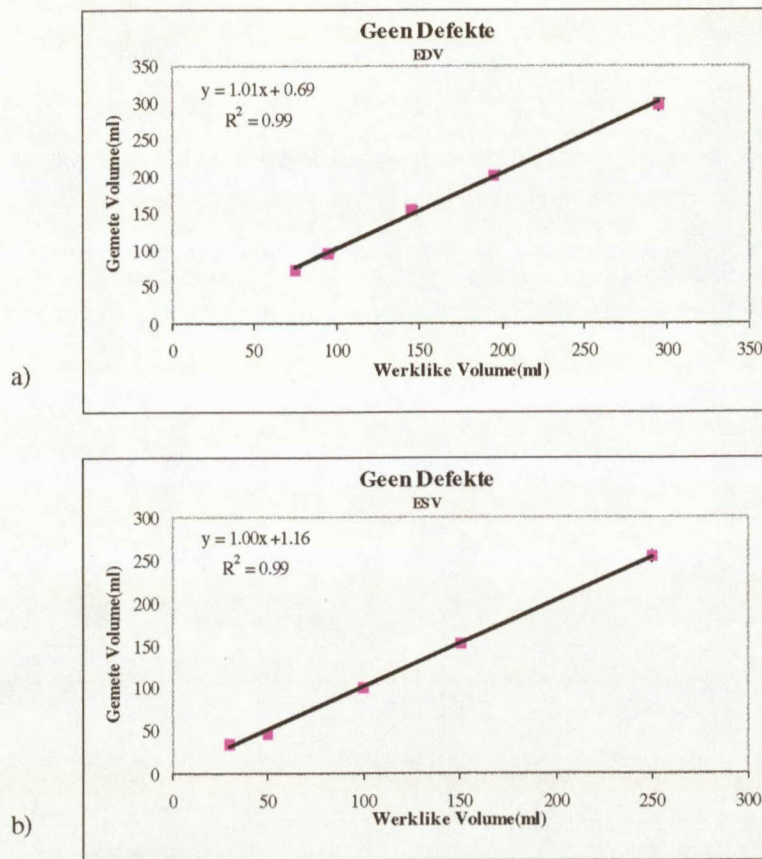 Geen Defekte
EDV
y = 1.01x + 0.69
R² = 0.99
Gemete Volume(ml)
350
300
250
200
150
100
50
0
0 50 100 150 200 250 300 350
Werklike Volume(ml)
a)
Geen Defekte
ESV
y = 1.00x +1.16
R² = 0.99
Gemete Volume(ml)
300
250
200
150
100
50
0
0 50 100 150 200 250 300
Werklike Volume(ml)
b)